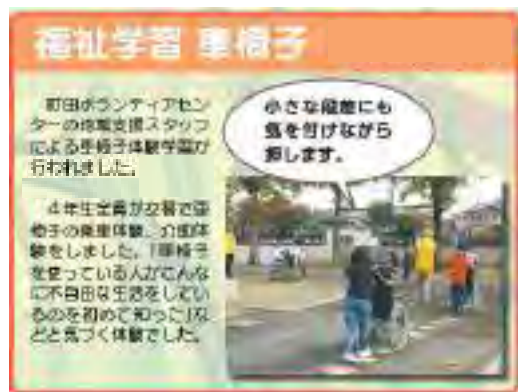 福祉学習 車椅子
町田ボランティアセン
ターの地域支援スタッフ
による車椅子体験学習が
行われました。
4年生全員が交替で車
椅子の乗車体験、介助体
験をしました。「車椅子
を使っている人がこんな
に不自由な生活をしてい
るのを初めて知った」な
どと気づく体験でした。
小さな段差にも
気を付けながら
押します。